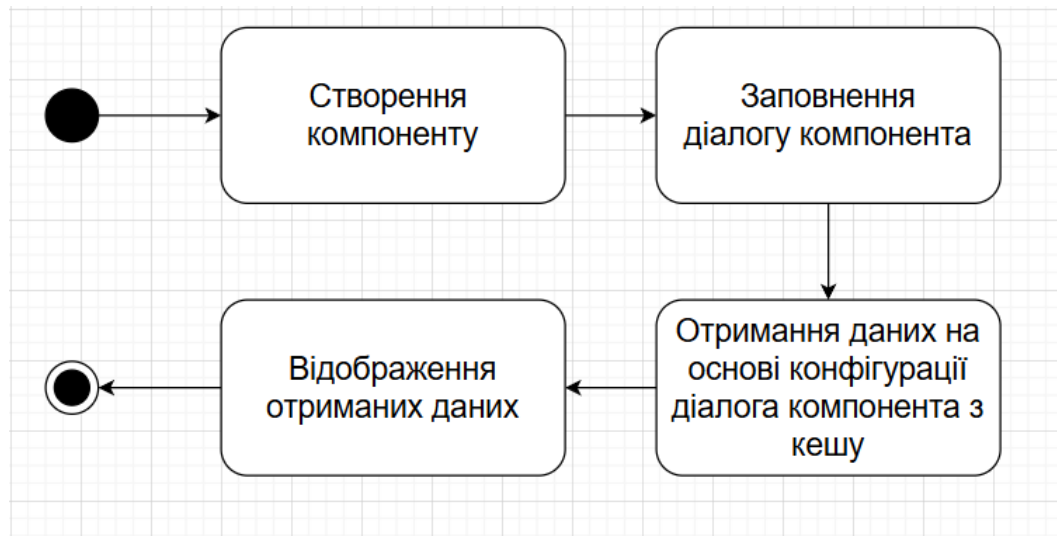 Створення
компоненту
Заповнення
діалогу компонента
Отримання даних на
основі конфігурації
діалога компонента з
кешу
Відображення
отриманих даних